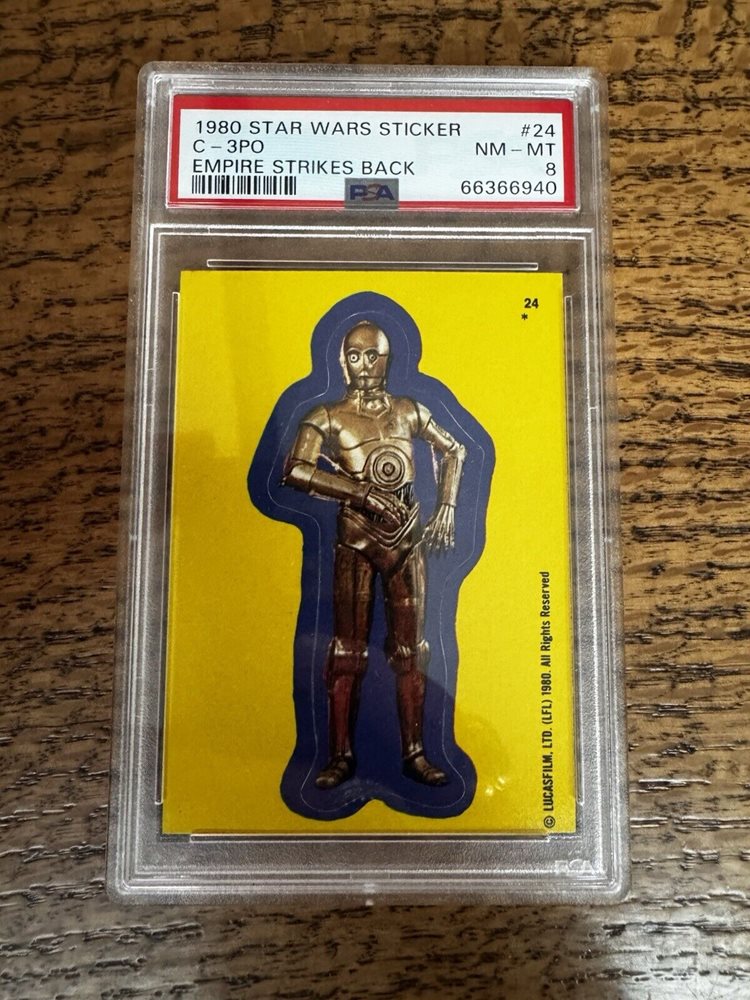 1980 STAR WARS STICKER #24
C-3PO NM-MT
EMPIRE STRIKES BACK 8
PSA 66366940
24
*
© LUCASFILM, LTD. (LFL) 1980. All Rights Reserved
PSA